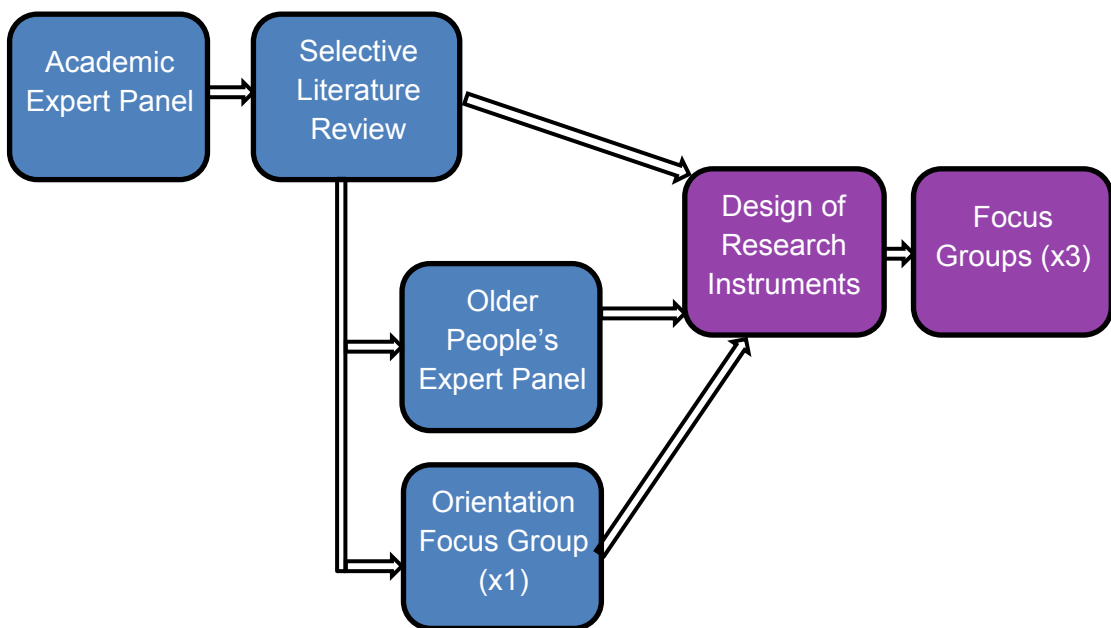 Academic
Expert Panel
Selective
Literature
Review
Design of
Research
Instruments
Focus
Groups (x3)
Older
People’s
Expert Panel
Orientation
Focus Group
(x1)